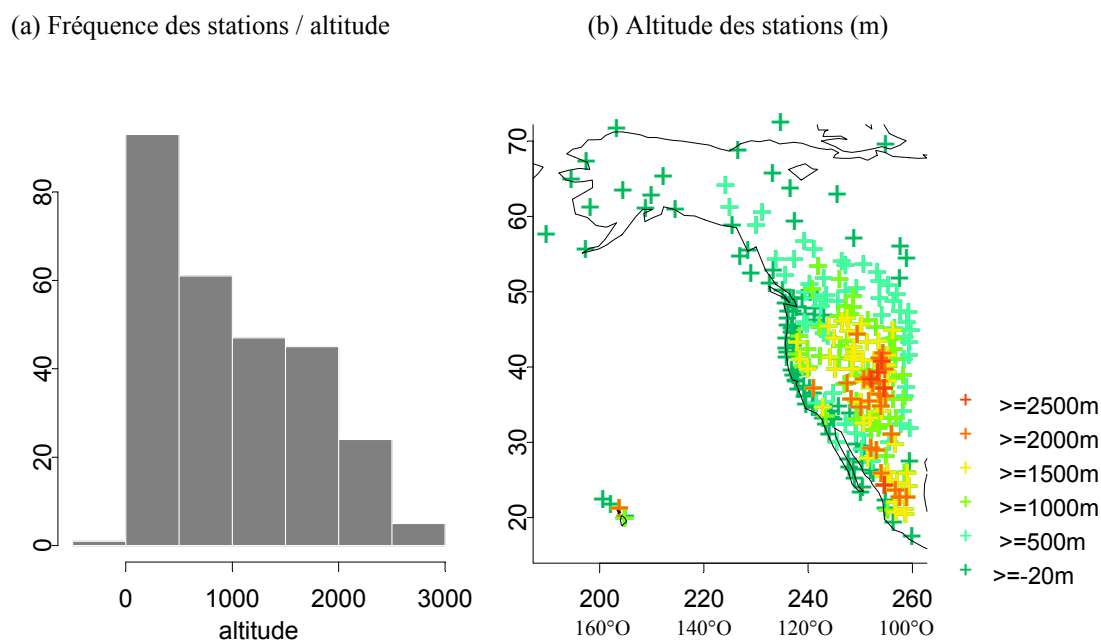 (a) Fréquence des stations / altitude
(b) Altitude des stations (m)
80
60
40
20
0
0 1000 2000 3000
altitude
70
60
50
40
30
20
200 220 240 260
160°O 140°O 120°O 100°O
>=2500m
>=2000m
>=1500m
>=1000m
>=500m
>=-20m